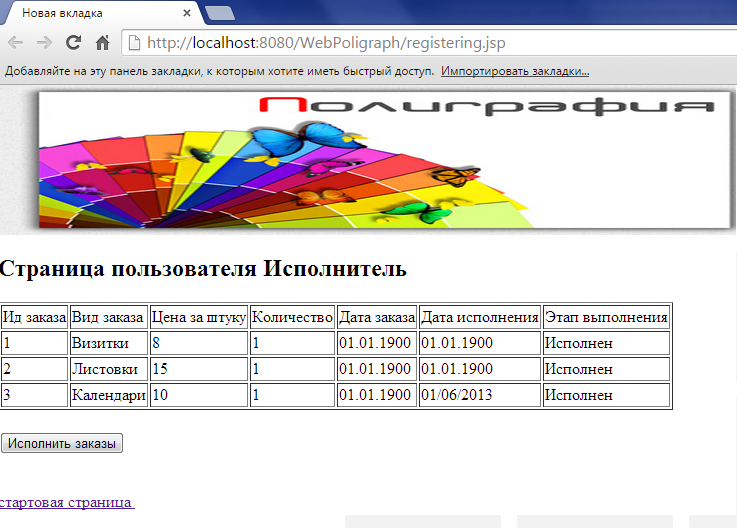 Новая вкладка
http://localhost:8080/WebPoligraph/registering.jsp
Добавляйте на эту панель закладки, к которым хотите иметь быстрый доступ. Импортировать закладки...
Полиграфия
Страница пользователя Исполнитель
Ид заказа Вид заказа Цена за штуку Количество Дата заказа Дата исполнения Этап выполнения
1 Визитки 8 1 01.01.1900 01.01.1900 Исполнен
2 Листовки 15 1 01.01.1900 01.01.1900 Исполнен
3 Календари 10 1 01.01.1900 01/06/2013 Исполнен
Исполнить заказы
стартовая страница